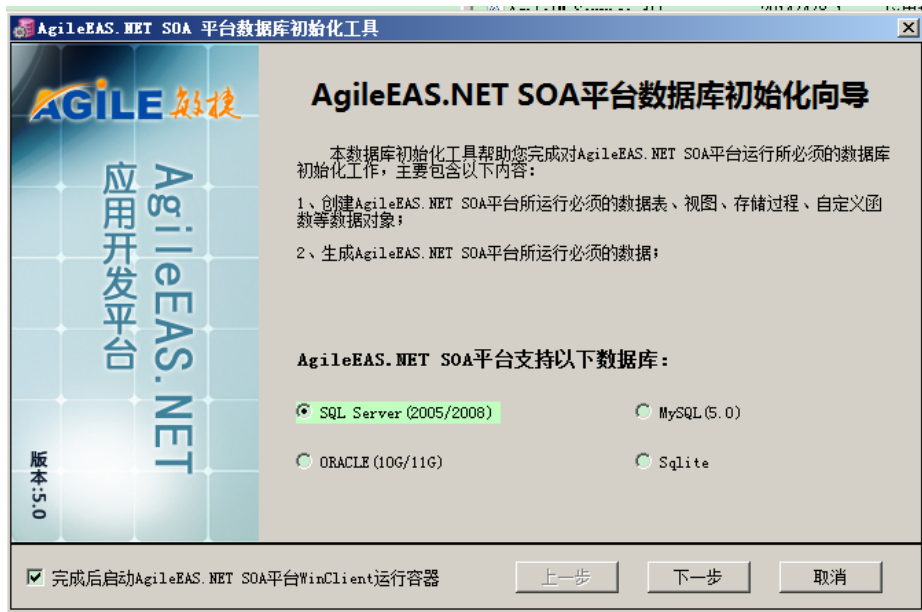 AgileEAS.NET SOA 平台数据库初始化工具
AGILE 敏捷
AgileEAS.NET
应用开发平台
版本:5.0
AgileEAS.NET SOA平台数据库初始化向导
本数据库初始化工具帮助您完成对AgileEAS.NET SOA平台运行所必须的数据库
初始化工作，主要包含以下内容：
1、创建AgileEAS.NET SOA平台所运行必须的数据表、视图、存储过程、自定义函
数等数据对象；
2、生成AgileEAS.NET SOA平台所运行必须的数据；
AgileEAS.NET SOA平台支持以下数据库：
SQL Server(2005/2008)
MySQL(5.0)
ORACLE(10G/11G)
Sqlite
完成后启动AgileEAS.NET SOA平台WinClient运行容器
上一步
下一步
取消